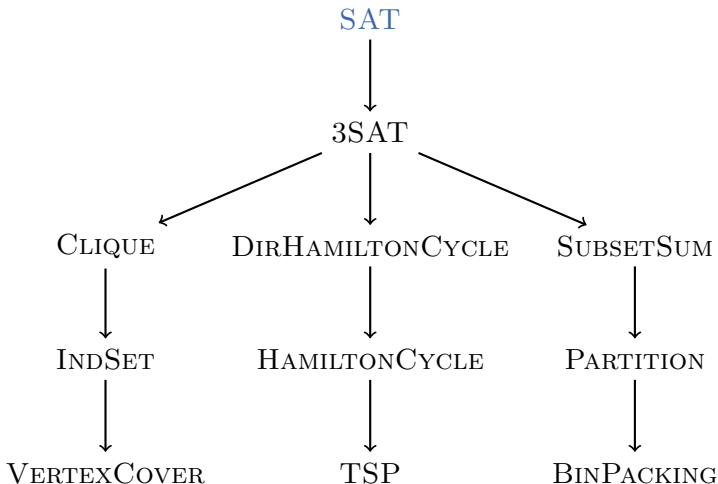 SAT
3SAT
CLIQUE DIRHAMILTONCYCLE SUBSETSUM
INDSET HAMILTONCYCLE PARTITION
VERTEXCOVER TSP BINPACKING